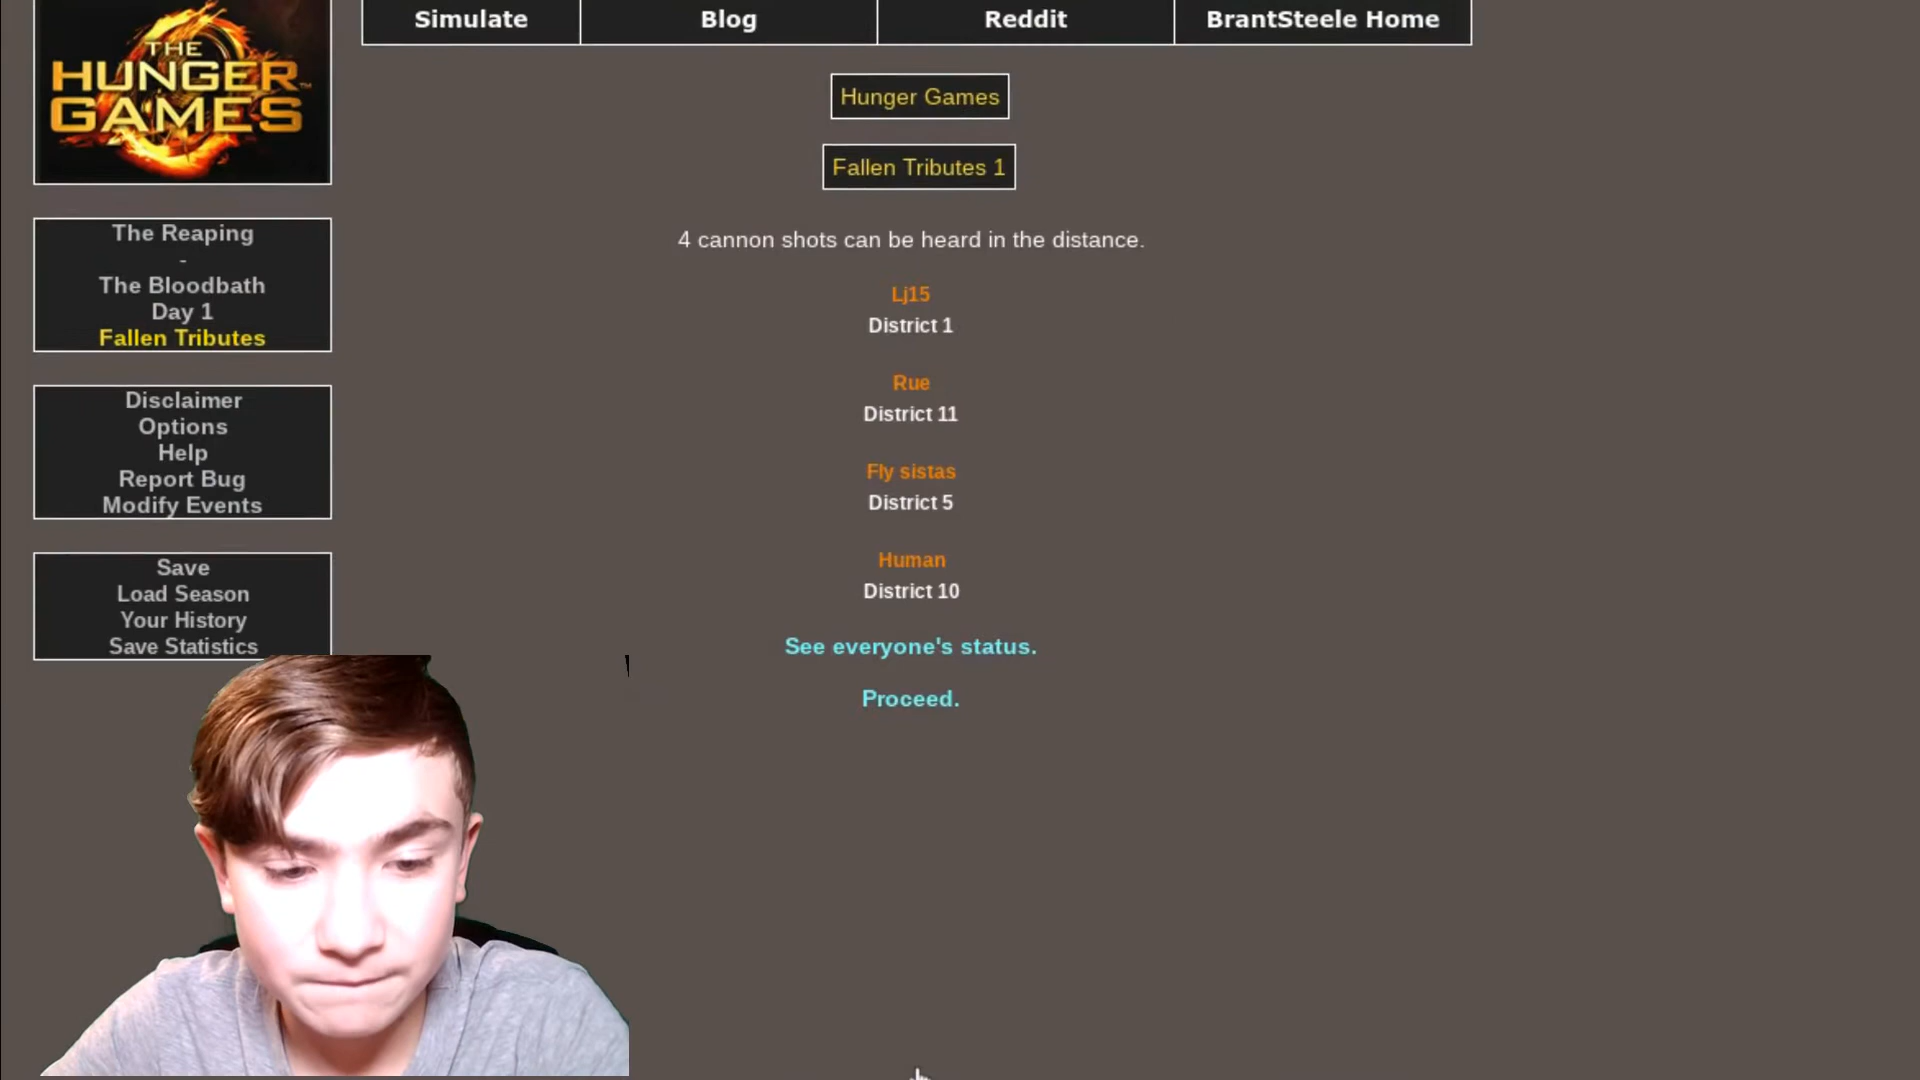 THE
HUNGER
GAMES
Simulate
Blog
Reddit
BrantSteele Home
The Reaping
-
The Bloodbath
Day 1
Fallen Tributes
Disclaimer
Options
Help
Report Bug
Modify Events
Save
Load Season
Your History
Save Statistics
Hunger Games
Fallen Tributes 1
4 cannon shots can be heard in the distance.
Lj15
District 1
Rue
District 11
Fly sistas
District 5
Human
District 10
See everyone's status.
Proceed.